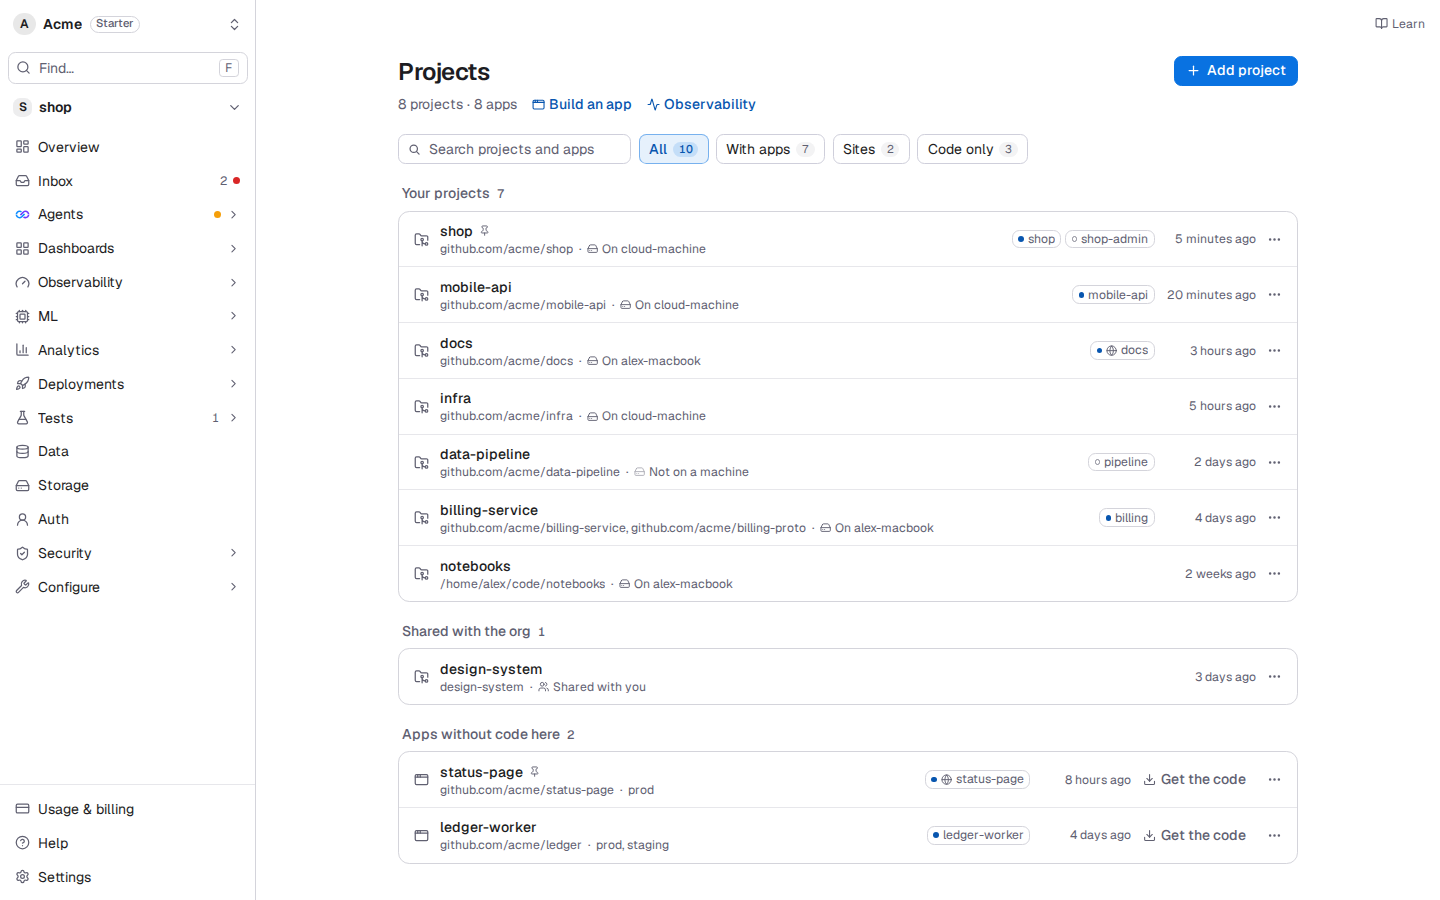 A Acme Starter
Find... F
S shop
Overview
Inbox 2
Agents
Dashboards
Observability
ML
Analytics
Deployments
Tests 1
Data
Storage
Auth
Security
Configure
Usage & billing
Help
Settings
Learn
Projects
Add project
8 projects · 8 apps Build an app Observability
Search projects and apps All 10 With apps 7 Sites 2 Code only 3
Your projects 7
shop
github.com/acme/shop · On cloud-machine
shop shop-admin 5 minutes ago
mobile-api
github.com/acme/mobile-api · On cloud-machine
mobile-api 20 minutes ago
docs
github.com/acme/docs · On alex-macbook
docs 3 hours ago
infra
github.com/acme/infra · On cloud-machine
5 hours ago
data-pipeline
github.com/acme/data-pipeline · Not on a machine
pipeline 2 days ago
billing-service
github.com/acme/billing-service, github.com/acme/billing-proto · On alex-macbook
billing 4 days ago
notebooks
/home/alex/code/notebooks · On alex-macbook
2 weeks ago
Shared with the org 1
design-system
design-system · Shared with you
3 days ago
Apps without code here 2
status-page
github.com/acme/status-page · prod
status-page 8 hours ago Get the code
ledger-worker
github.com/acme/ledger · prod, staging
ledger-worker 4 days ago Get the code